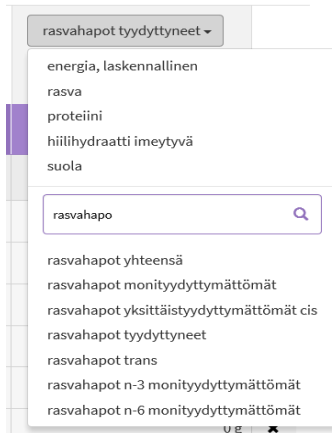 rasvahapot tyydyttyneet
energia, laskennallinen
rasva
proteiini
hiilihydraatti imeytyvä
suola
rasvahapo
rasvahapot yhteensä
rasvahapot monityydyttymättömät
rasvahapot yksittäistyydyttymättömät cis
rasvahapot tyydyttyneet
rasvahapot trans
rasvahapot n-3 monityydyttymättömät
rasvahapot n-6 monityydyttymättömät
0 g